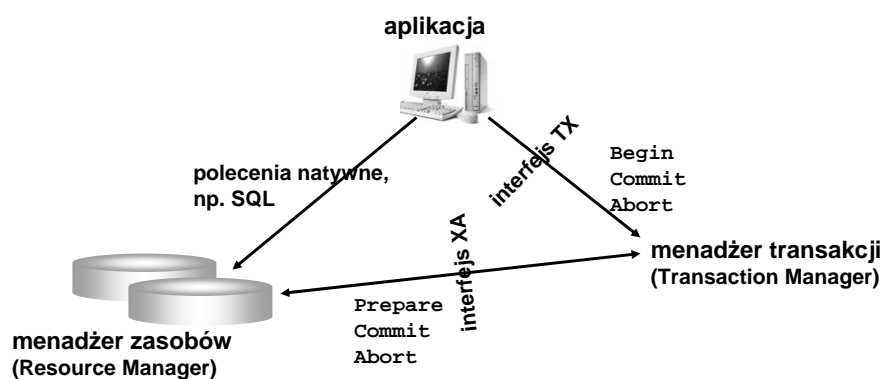 aplikacja
interfejs TX
Begin
Commit
Abort
polecenia natywne,
np. SQL
interfejs XA
menadżer transakcji
(Transaction Manager)
Prepare
Commit
Abort
menadżer zasobów
(Resource Manager)